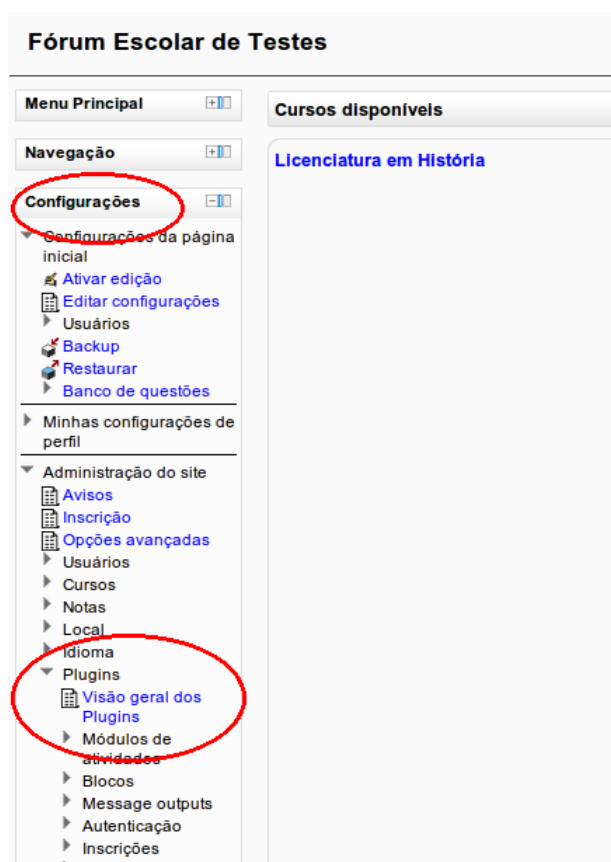 Fórum Escolar de Testes
Menu Principal
Navegação
Configurações
Configurações da página
inicial
Ativar edição
Editar configurações
Usuários
Backup
Restaurar
Banco de questões
Minhas configurações de
perfil
Administração do site
Avisos
Inscrição
Opções avançadas
Usuários
Cursos
Notas
Local
Idioma
Plugins
Visão geral dos
Plugins
Módulos de
atividades
Blocos
Message outputs
Autenticação
Inscrições
Cursos disponíveis
Licenciatura em História